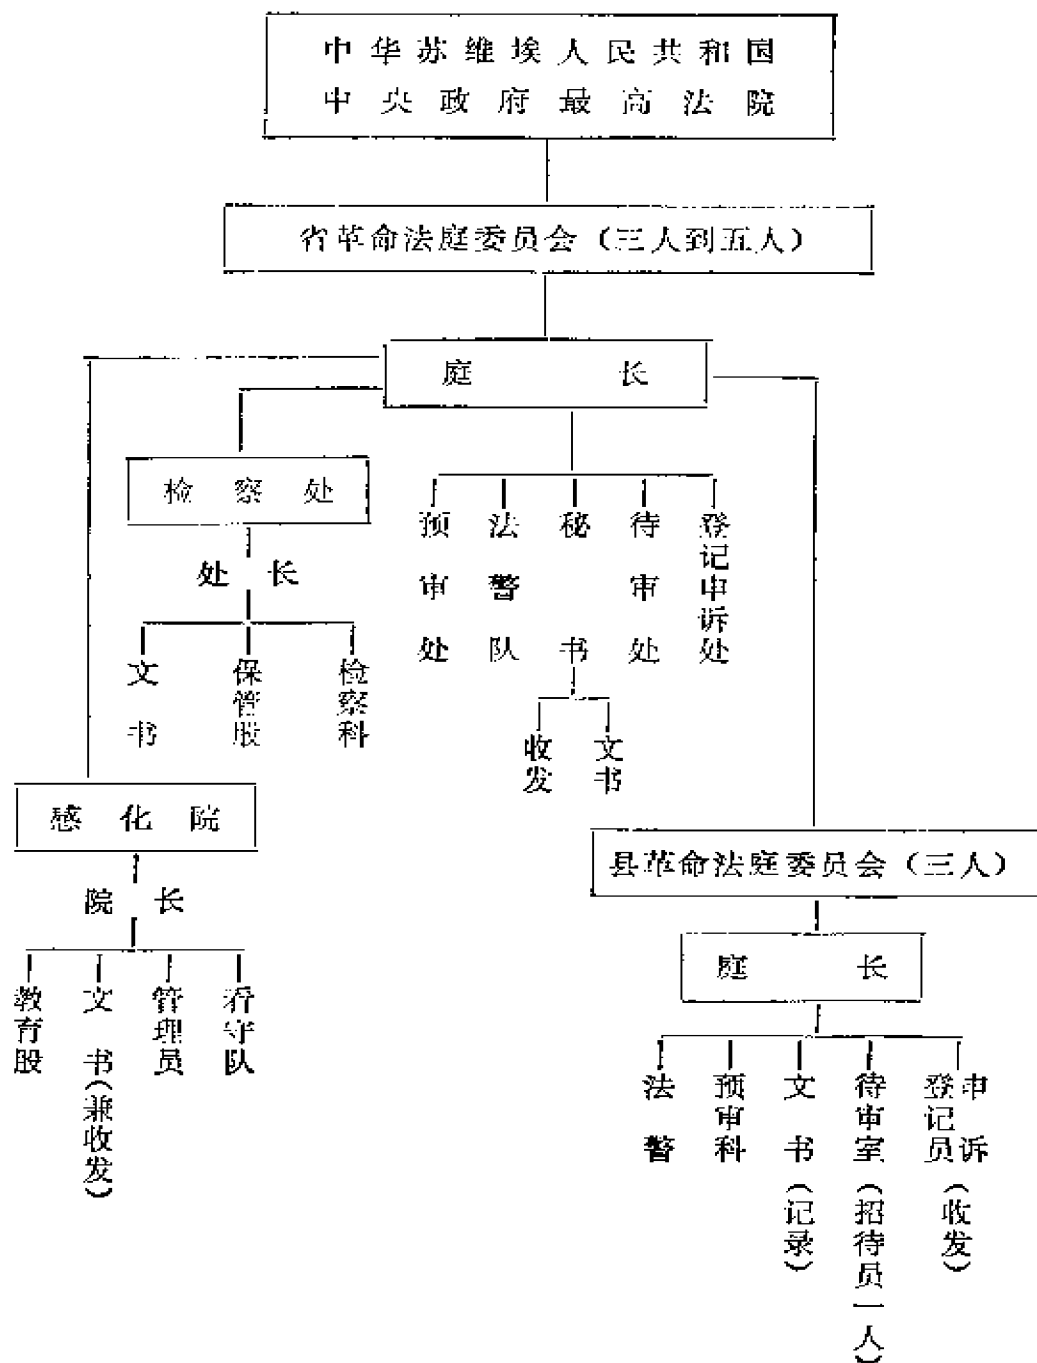 中华苏维埃人民共和国
中央政府最高法院
省革命法庭委员会（三人到五人）
庭长
检察处
处长
文书
保管股
检察科
预审处
法警队
秘书
待审处
登记申诉处
收发
文书
感化院
院长
教育股
文书（兼收发）
管理员
看守队
县革命法庭委员会（三人）
庭长
法警
预审科
文书（记录）
待审室（招待员一人）
申诉
登记员（收发）